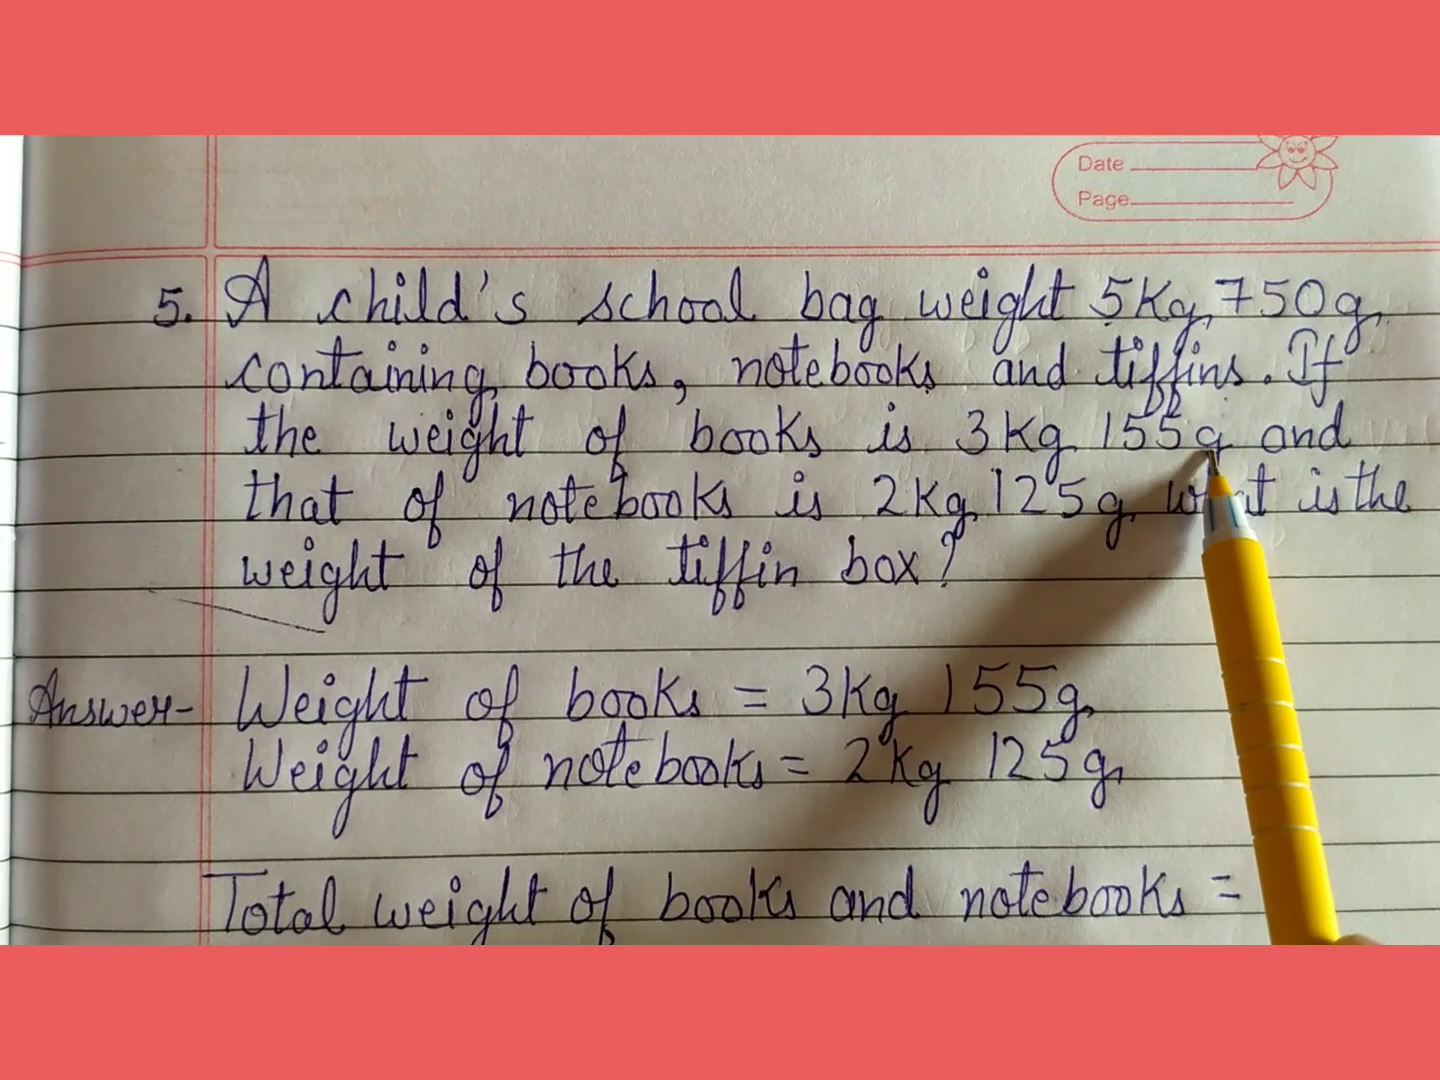 Date
Page
5. A child's school bag weight 5Kg 750g
containing books, notebooks and tiffins. If
the weight of books is 3Kg 155g and
that of notebooks is 2Kg 125g what is the
weight of the tiffin box?
Answer- Weight of books = 3Kg 155g
Weight of notebooks = 2Kg 125g
Total weight of books and notebooks =